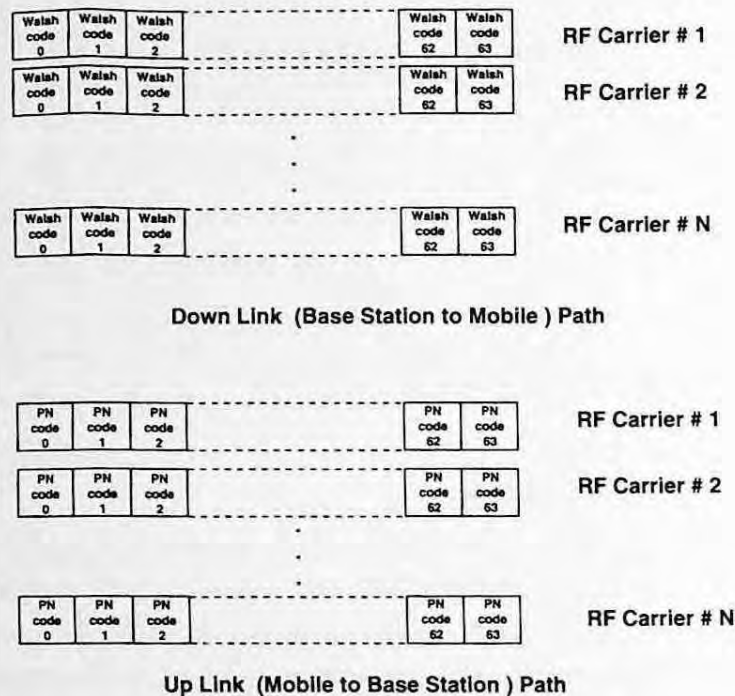 Walsh code 0 Walsh code 1 Walsh code 2 Walsh code 62 Walsh code 63 RF Carrier # 1
Walsh code 0 Walsh code 1 Walsh code 2 Walsh code 62 Walsh code 63 RF Carrier # 2
Walsh code 0 Walsh code 1 Walsh code 2 Walsh code 62 Walsh code 63 RF Carrier # N
Down Link (Base Station to Mobile ) Path
PN code 0 PN code 1 PN code 2 PN code 62 PN code 63 RF Carrier # 1
PN code 0 PN code 1 PN code 2 PN code 62 PN code 63 RF Carrier # 2
PN code 0 PN code 1 PN code 2 PN code 62 PN code 63 RF Carrier # N
Up Link (Mobile to Base Station ) Path